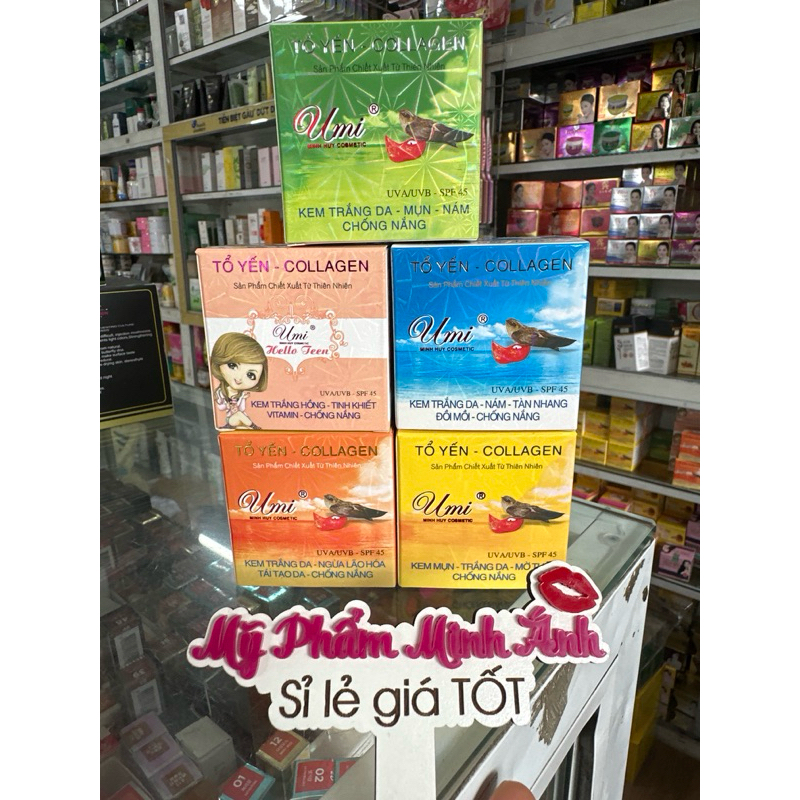 TIỆN BIỆT GÀU DỨT Đ
TỔ YẾN - COLLAGEN
Sản Phẩm Chiết Xuất Từ Thiên Nhiên
Umi ®
MINH HUY COSMETIC
UVA/UVB - SPF 45
KEM TRẮNG DA - MỤN - NÁM
CHỐNG NẮNG
TỔ YẾN - COLLAGEN
Sản Phẩm Chiết Xuất Từ Thiên Nhiên
Umi ®
Hello Teen
UVA/UVB - SPF 45
KEM TRẮNG HỒNG - TINH KHIẾT
VITAMIN - CHỐNG NẮNG
TỔ YẾN - COLLAGEN
Sản Phẩm Chiết Xuất Từ Thiên Nhiên
Umi ®
MINH HUY COSMETIC
UVA/UVB - SPF 45
KEM TRẮNG DA - NÁM - TÀN NHANG
ĐỒI MỒI - CHỐNG NẮNG
TỔ YẾN - COLLAGEN
Sản Phẩm Chiết Xuất Từ Thiên Nhiên
Umi ®
MINH HUY COSMETIC
UVA/UVB - SPF 45
KEM TRẮNG DA - NGỪA LÃO HÓA
TÁI TẠO DA - CHỐNG NẮNG
TỔ YẾN - COLLAGEN
Sản Phẩm Chiết Xuất Từ Thiên Nhiên
Umi ®
MINH HUY COSMETIC
UVA/UVB - SPF 45
KEM MỤN - TRẮNG DA - MỜ
CHỐNG NẮNG
Mỹ Phẩm Minh Ánh
Sỉ lẻ giá TỐT
12
01
02